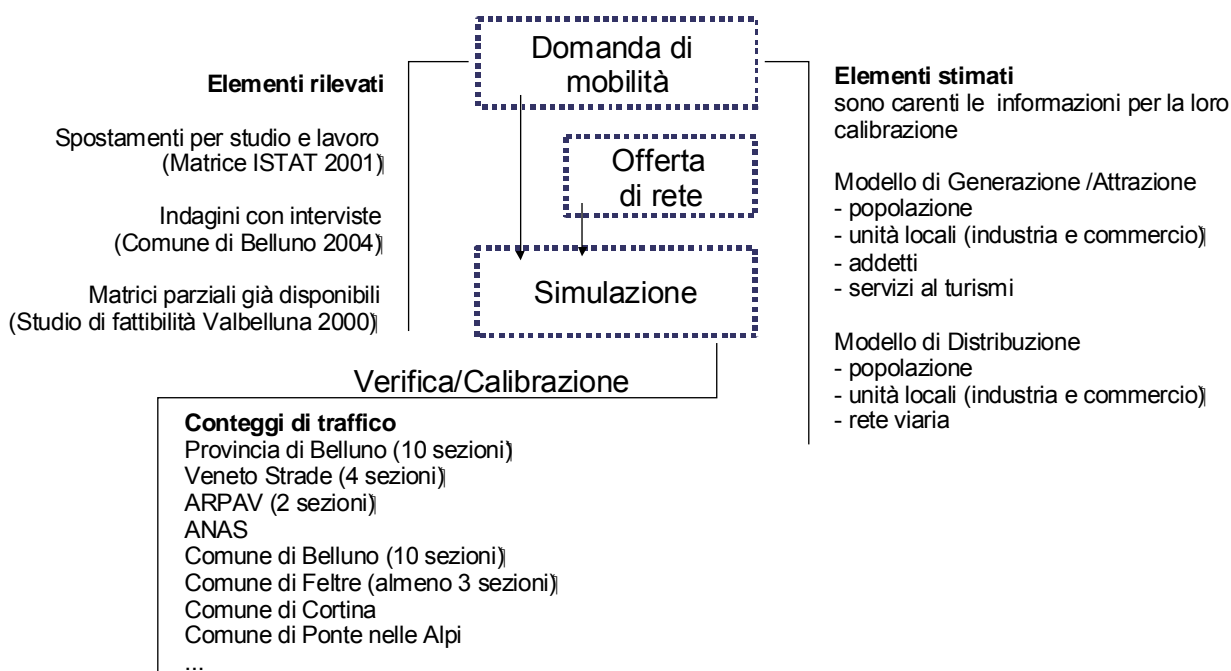 Domanda di
mobilità
Elementi rilevati
Spostamenti per studio e lavoro
(Matrice ISTAT 2001)
Indagini con interviste
(Comune di Belluno 2004)
Matrici parziali già disponibili
(Studio di fattibilità Valbelluna 2000)
Offerta
di rete
Simulazione
Elementi stimati
sono carenti le informazioni per la loro
calibrazione
Modello di Generazione /Attrazione
- popolazione
- unità locali (industria e commercio)
- addetti
- servizi al turismi
Modello di Distribuzione
- popolazione
- unità locali (industria e commercio)
- rete viaria
Verifica/Calibrazione
Conteggi di traffico
Provincia di Belluno (10 sezioni)
Veneto Strade (4 sezioni)
ARPAV (2 sezioni)
ANAS
Comune di Belluno (10 sezioni)
Comune di Feltre (almeno 3 sezioni)
Comune di Cortina
Comune di Ponte nelle Alpi
...